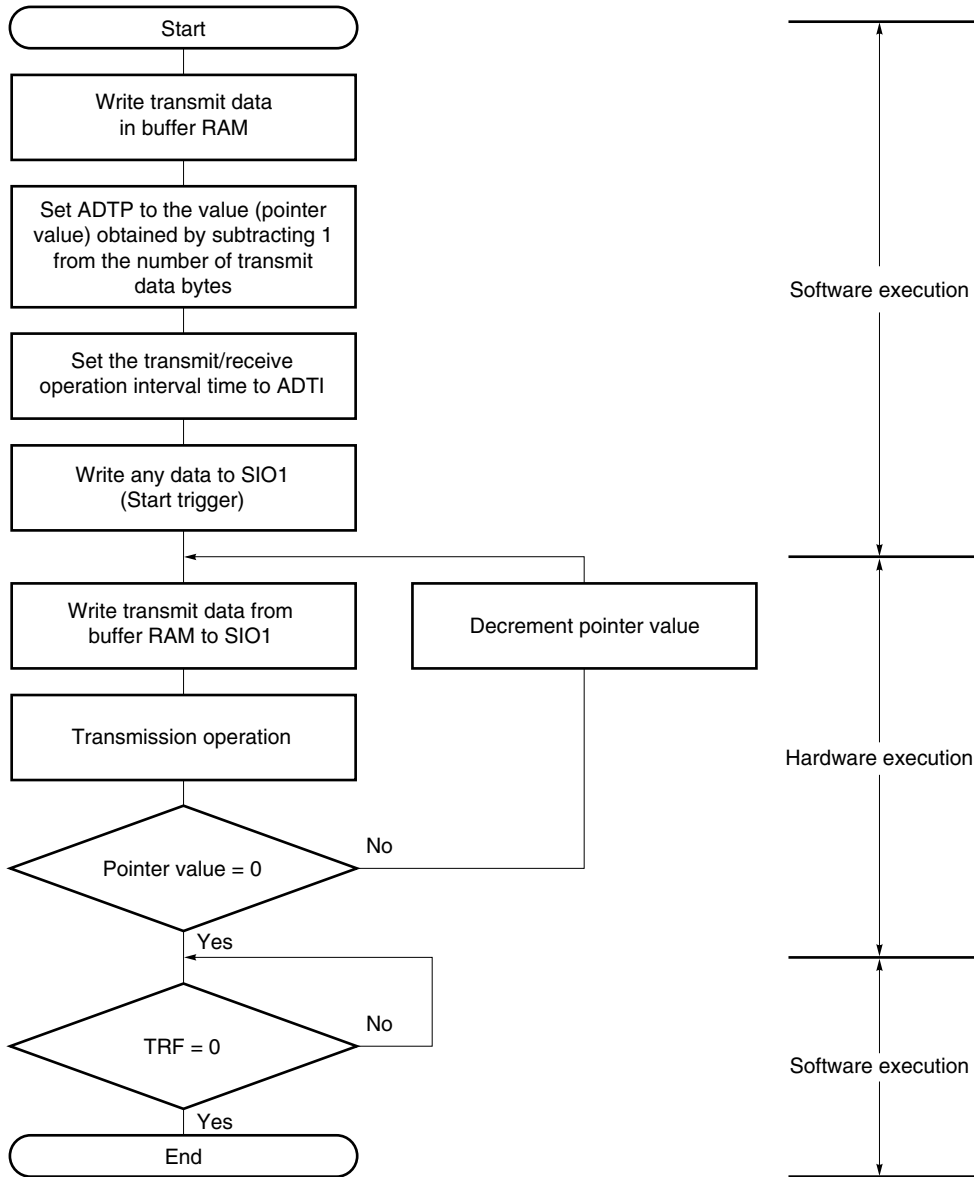 Start
Write transmit data
in buffer RAM
Set ADTP to the value (pointer
value) obtained by subtracting 1
from the number of transmit
data bytes
Software execution
Set the transmit/receive
operation interval time to ADTI
Write any data to SIO1
(Start trigger)
Write transmit data from
buffer RAM to SIO1
Decrement pointer value
Transmission operation
Hardware execution
Pointer value = 0
No
Yes
TRF = 0
No
Software execution
Yes
End